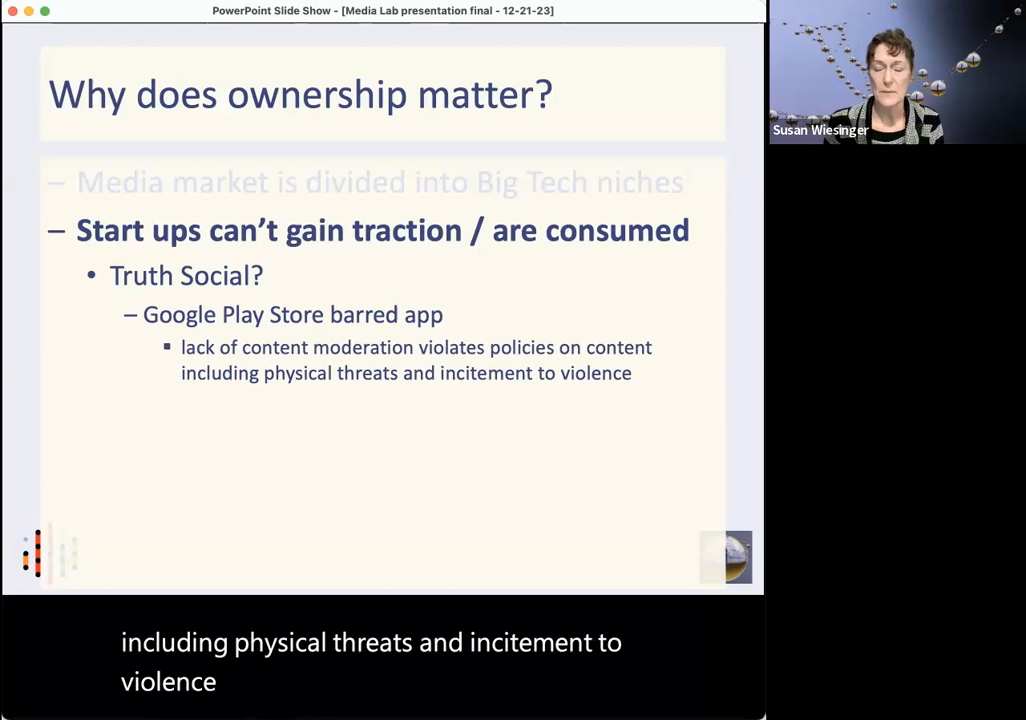 PowerPoint Slide Show - [Media Lab presentation final - 12-21-23]
Why does ownership matter?
– Media market is divided into Big Tech niches
– Start ups can’t gain traction / are consumed
• Truth Social?
– Google Play Store barred app
▪ lack of content moderation violates policies on content
including physical threats and incitement to violence
Susan Wiesinger
including physical threats and incitement to
violence